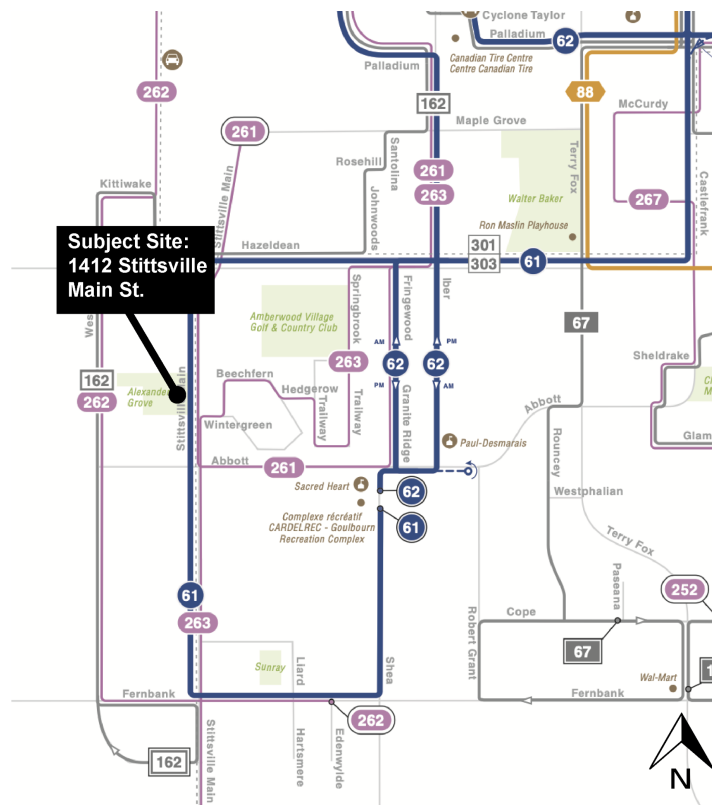 Cyclone Taylor
Palladium
62
Canadian Tire Centre
Centre Canadian Tire
Palladium
262
88
162
McCurdy
261
Maple Grove
Santolina
Terry Fox
Rosehill
Stittsville Main
Johnwoods
261
263
Castlefrank
Kittiwake
Walter Baker
267
Ron Maslin Playhouse
Subject Site:
1412 Stittsville
Main St.
Hazeldean
301
303
61
Springbrook
Fringewood
Iber
Amberwood Village
Golf & Country Club
67
AM
PM
263
62
62
Sheldrake
Beechfern
162
262
PM
AM
Hedgerow
Alexander
Grove
Stittsville Main
Trailway
Trailway
Granite Ridge
Abbott
Wintergreen
Rouncey
Glam
Paul-Desmarais
Abbott
261
Sacred Heart
62
Westphalian
Complexe récréatif
CARDELREC - Goulbourn
Recreation Complex
61
Terry Fox
Paseana
252
61
263
Robert Grant
Cope
67
Sunray
Liard
Shea
Wal-Mart
Fernbank
Fernbank
262
Stittsville Main
Hartsmere
Edenwylde
162
N